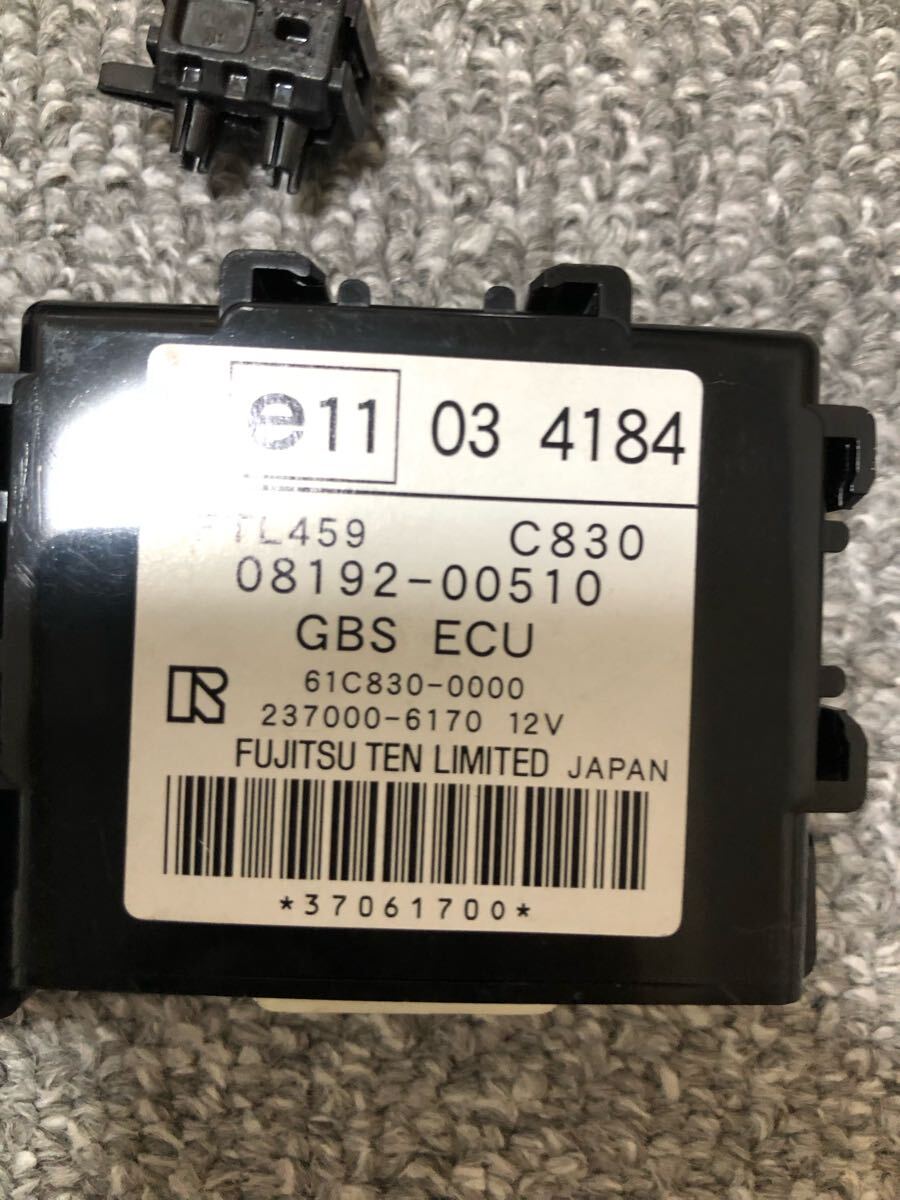 e11 03 4184
TL459 C830
08192-00510
GBS ECU
61C830-0000
237000-6170 12V
FUJITSU TEN LIMITED JAPAN
*37061700*